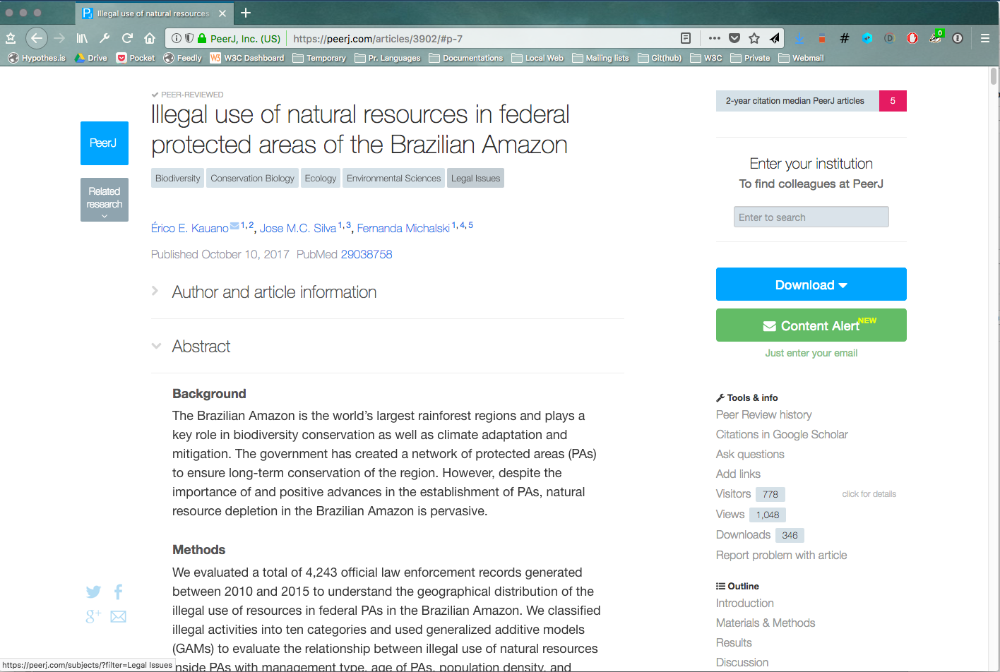 Illegal use of natural resources
PeerJ, Inc. (US)
https://peerj.com/articles/3902/#p-7
0
Hypothes.is
Drive
Pocket
Feedly
W3C Dashboard
Temporary
Pr. Languages
Documentations
Local Web
Mailing lists
Git(hub)
W3C
Private
Webmail
PEER-REVIEWED
Illegal use of natural resources in federal
protected areas of the Brazilian Amazon
Biodiversity
Conservation Biology
Ecology
Environmental Sciences
Legal Issues
PeerJ
Related
research
Érico E. Kauano 1, 2, Jose M.C. Silva 1, 3, Fernanda Michalski 1, 4, 5
Published October 10, 2017 PubMed 29038758
Author and article information
Abstract
Background
The Brazilian Amazon is the world’s largest rainforest regions and plays a
key role in biodiversity conservation as well as climate adaptation and
mitigation. The government has created a network of protected areas (PAs)
to ensure long-term conservation of the region. However, despite the
importance of and positive advances in the establishment of PAs, natural
resource depletion in the Brazilian Amazon is pervasive.
Methods
We evaluated a total of 4,243 official law enforcement records generated
between 2010 and 2015 to understand the geographical distribution of the
illegal use of resources in federal PAs in the Brazilian Amazon. We classified
illegal activities into ten categories and used generalized additive models
(GAMs) to evaluate the relationship between illegal use of natural resources
inside PAs with management type, age of PAs, population density, and
https://peerj.com/subjects/?filter=Legal Issues
2-year citation median PeerJ articles 5
Enter your institution
To find colleagues at PeerJ
Enter to search
Download
Content Alert NEW
Just enter your email
Tools & info
Peer Review history
Citations in Google Scholar
Ask questions
Add links
Visitors 778 click for details
Views 1,048
Downloads 346
Report problem with article
Outline
Introduction
Materials & Methods
Results
Discussion